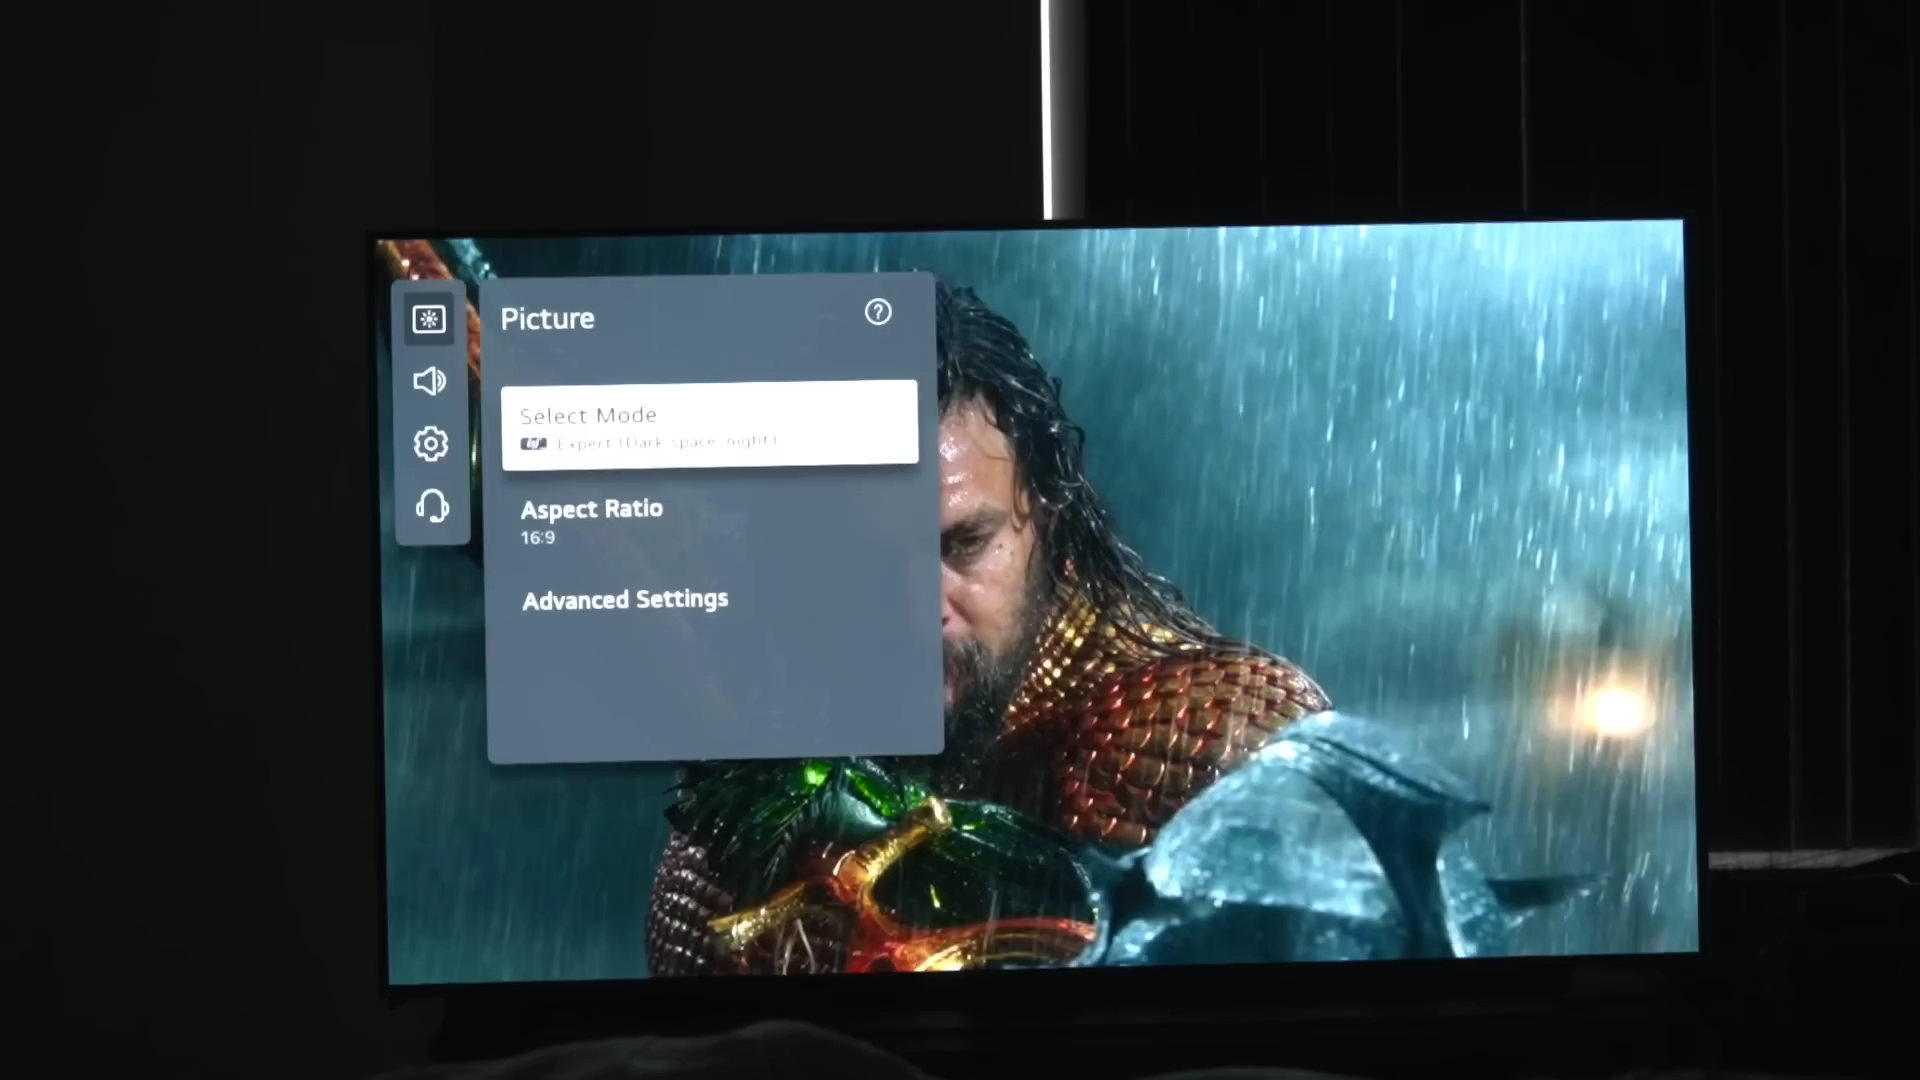 Picture
?
Select Mode
Expert (Dark space, night)
Aspect Ratio
16:9
Advanced Settings